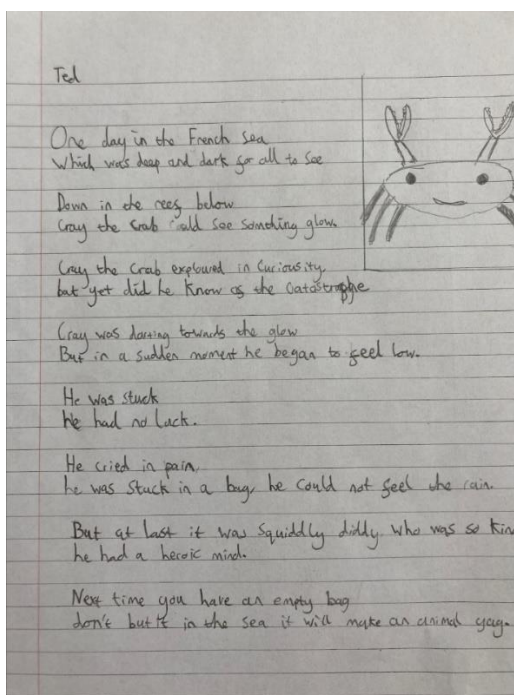 Ted
One day in the French sea
Which was deep and dark for all to see
Down in the reef below
Cray the Crab could see something glow.
Cray the Crab exploured in Curiousity,
but yet did he know of the Catastrophe
Cray was darting towards the glow
But in a sudden moment he began to feel low.
He was stuck
He had no luck.
He cried in pain,
he was stuck in a bag, he could not feel the rain.
But at last it was Squiddly diddly. Who was so kin
he had a heroic mind.
Next time you have an empty bag
don't but it in the sea it will make an animal gag.